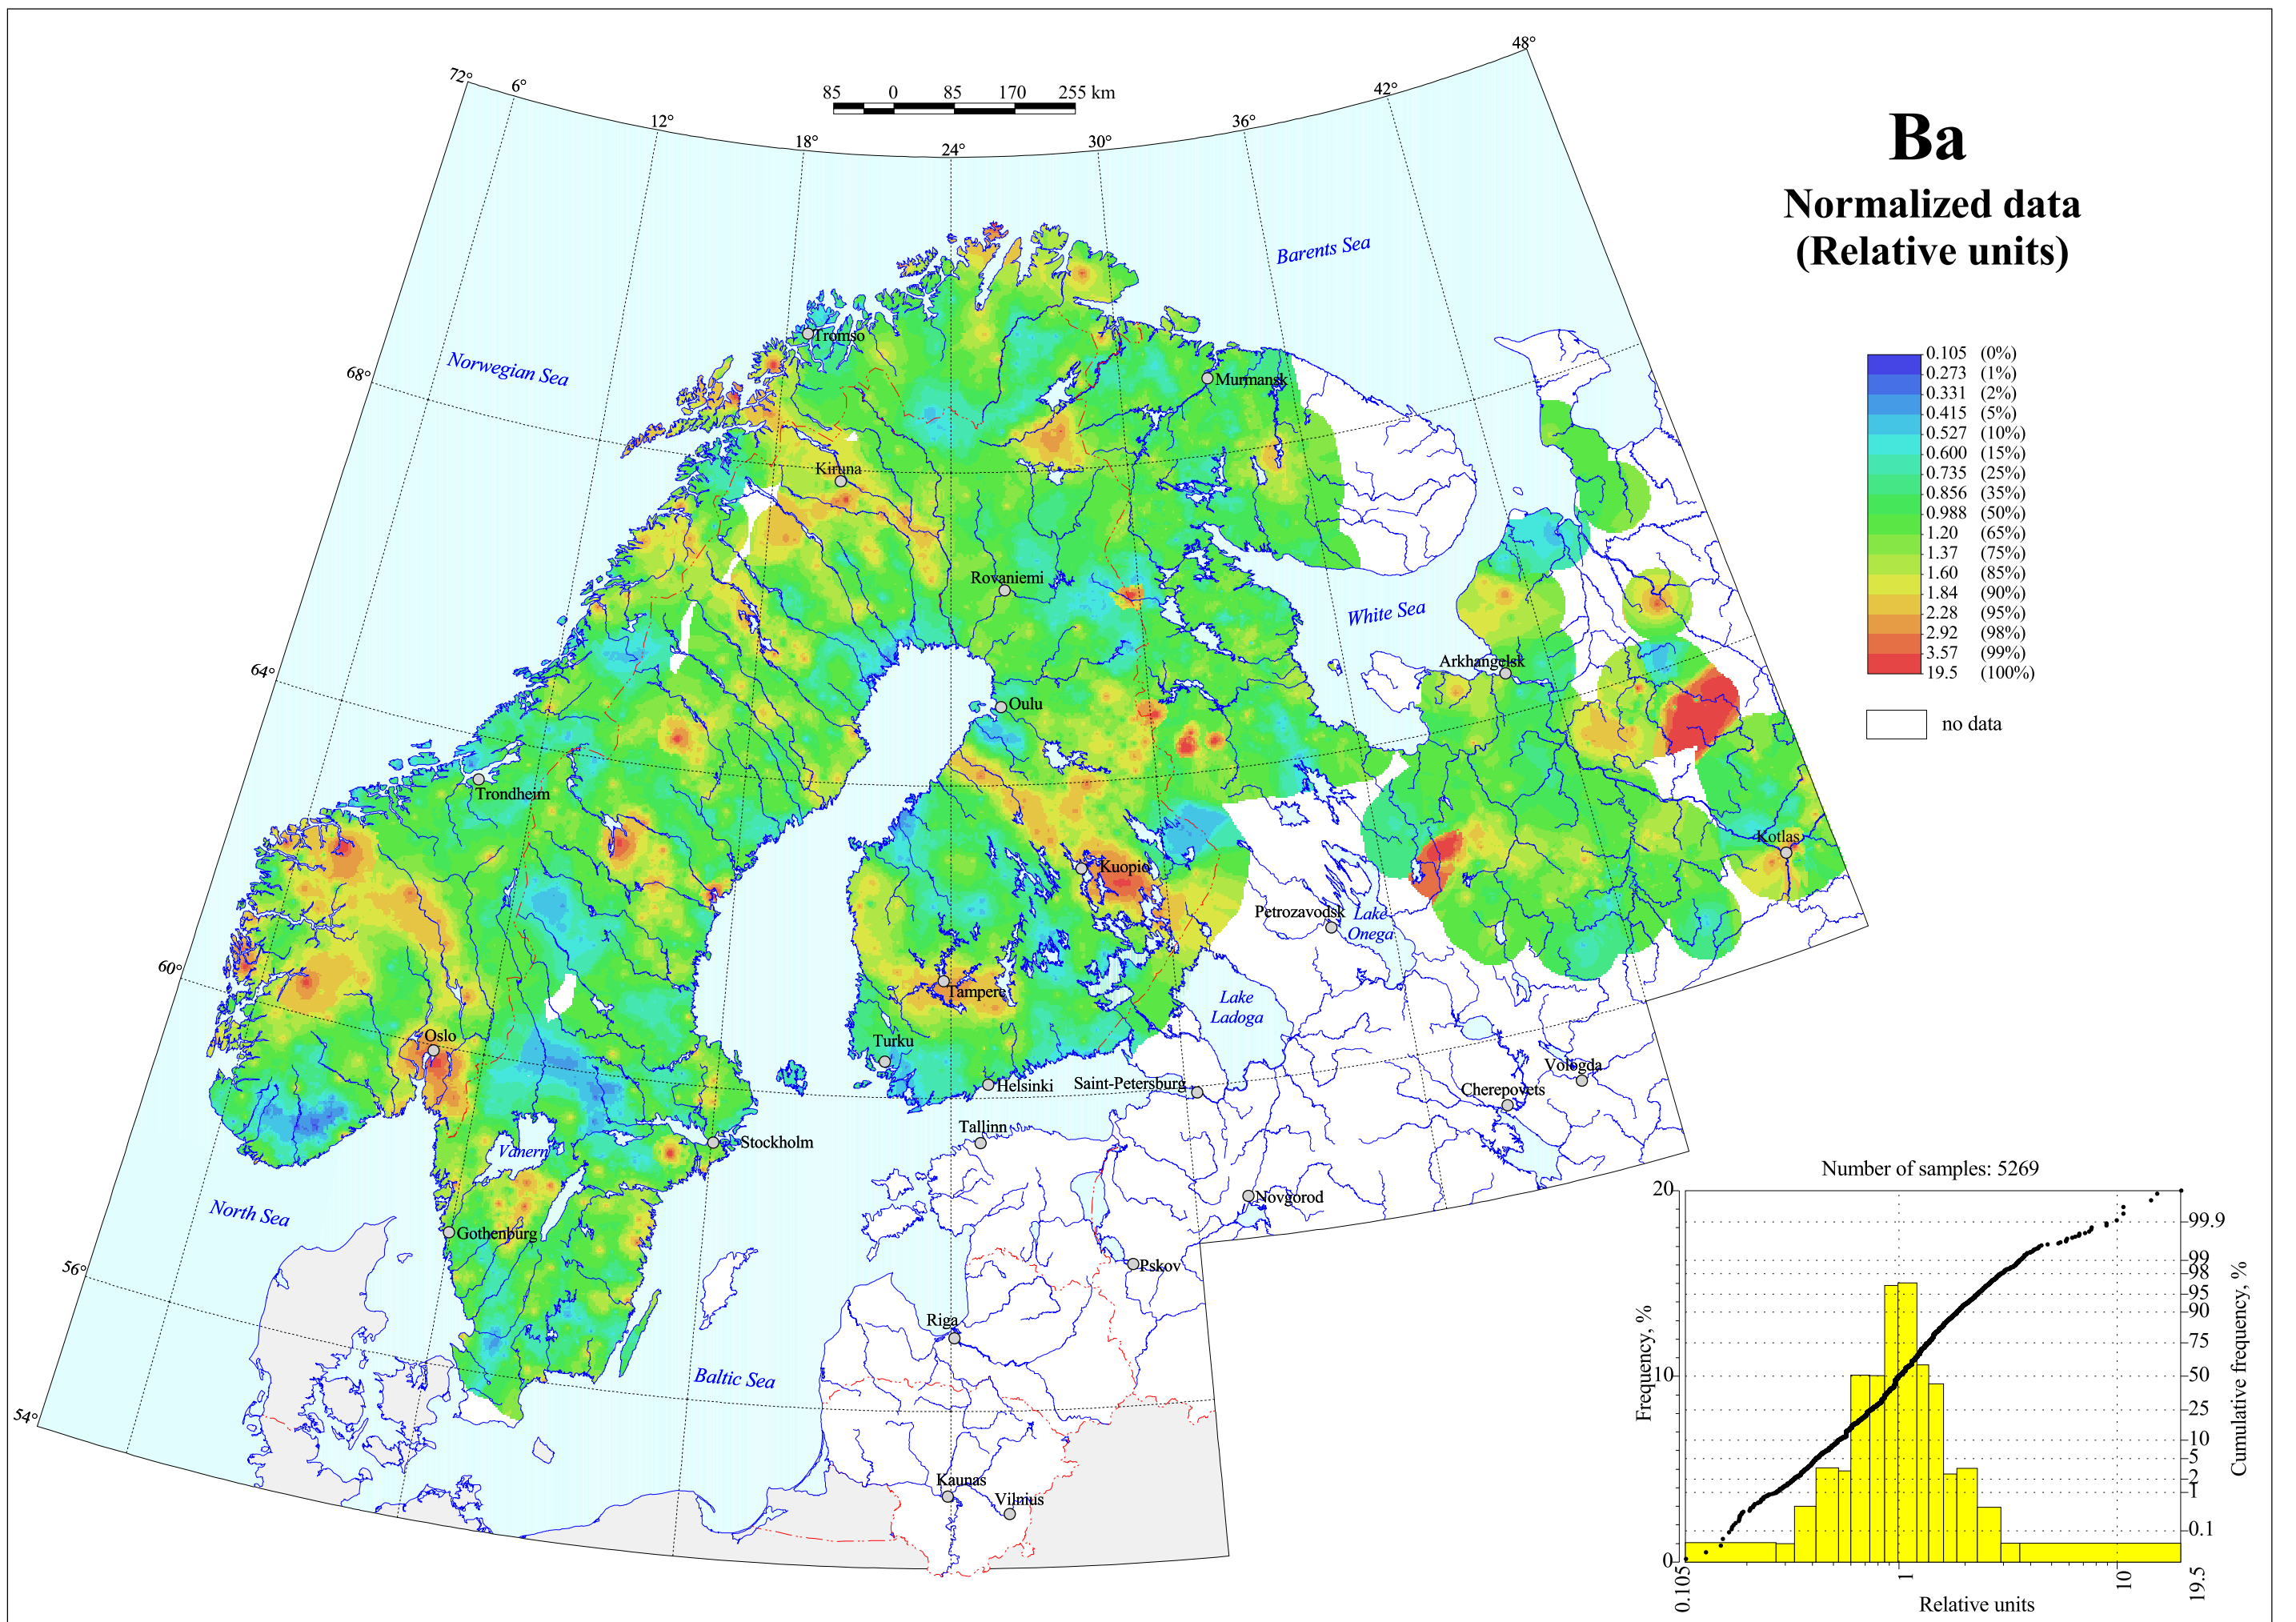 48°
42°
72°
6°
85 0 85 170 255 km
12°
36°
18°
30°
24°
Ba
Normalized data
(Relative units)
Barents Sea
Tromso
Norwegian Sea
68°
Murmansk
0.105 (0%)
0.273 (1%)
0.331 (2%)
0.415 (5%)
0.527 (10%)
0.600 (15%)
0.735 (25%)
0.856 (35%)
0.988 (50%)
1.20 (65%)
1.37 (75%)
1.60 (85%)
1.84 (90%)
2.28 (95%)
2.92 (98%)
3.57 (99%)
19.5 (100%)
no data
Kiruna
Rovaniemi
White Sea
Arkhangelsk
64°
Oulu
Trondheim
Kotlas
Kuopio
Petrozavodsk
Lake
Onega
60°
Tampere
Lake
Ladoga
Oslo
Turku
Vologda
Helsinki
Saint-Petersburg
Cherepovets
Tallinn
Stockholm
Vanern
Novgorod
North Sea
Gothenburg
Pskov
56°
Riga
Baltic Sea
54°
Kaunas
Vilnius
Number of samples: 5269
20
10
0
Frequency, %
99.9
99
98
95
90
75
50
25
10
5
2
1
0.1
Cumulative frequency, %
0.105
1
10
19.5
Relative units